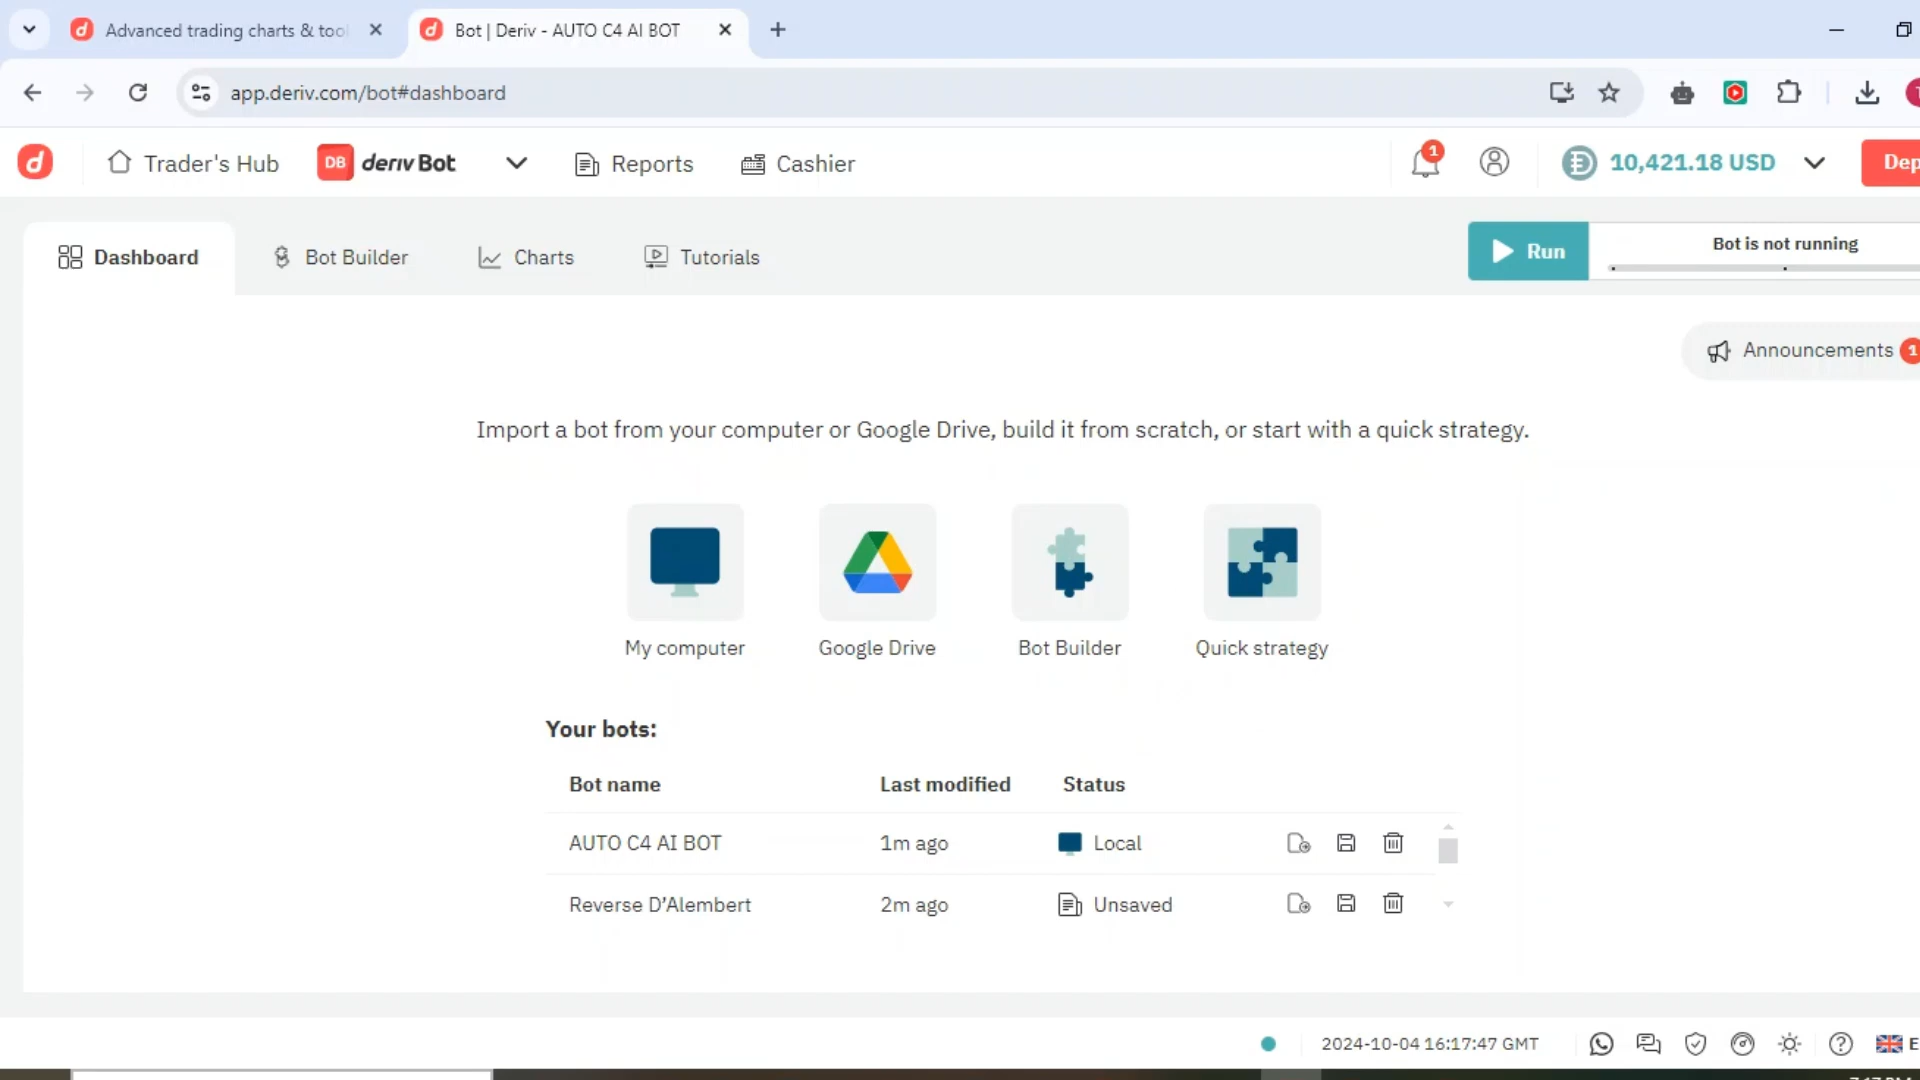 Advanced trading charts & too
Bot | Deriv - AUTO C4 AI BOT
app.deriv.com/bot#dashboard
d
Trader's Hub
DB
deriv Bot
Reports
Cashier
1
10,421.18 USD
Dep
Dashboard
Bot Builder
Charts
Tutorials
Run
Bot is not running
Announcements 1
Import a bot from your computer or Google Drive, build it from scratch, or start with a quick strategy.
My computer
Google Drive
Bot Builder
Quick strategy
Your bots:
Bot name
Last modified
Status
AUTO C4 AI BOT
1m ago
Local
Reverse D’Alembert
2m ago
Unsaved
2024-10-04 16:17:47 GMT
E